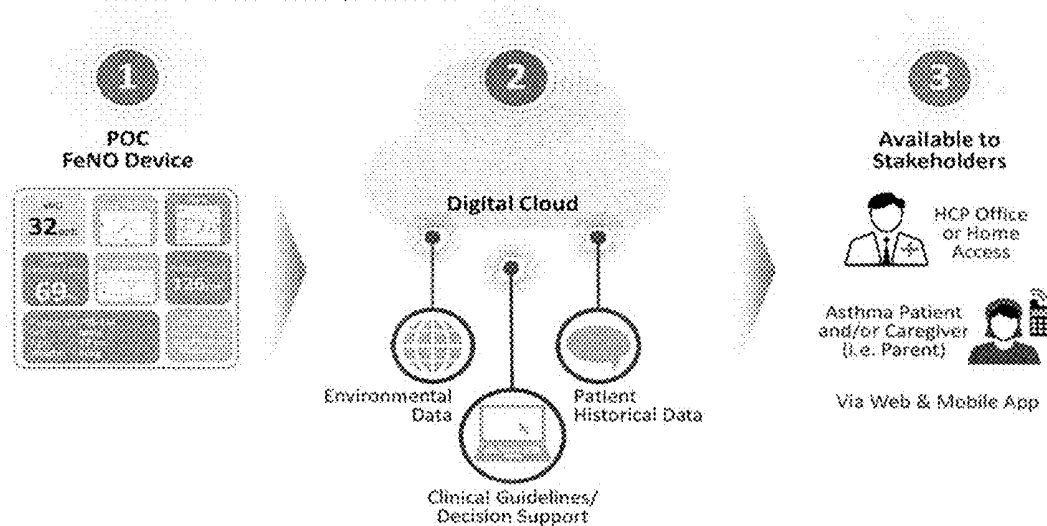 1
POC
FeNO Device
32
69
2
Digital Cloud
Environmental
Data
Patient
Historical Data
Clinical Guidelines/
Decision Support
3
Available to
Stakeholders
HCP Office
or Home
Access
Asthma Patient
and/or Caregiver
(i.e. Parent)
Via Web & Mobile App